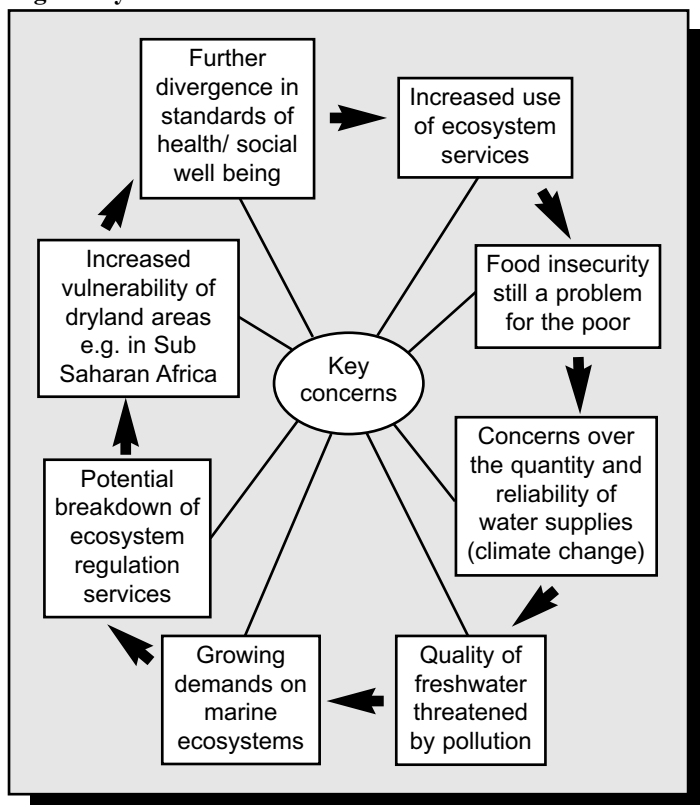 Further
divergence in
standards of
health/ social
well being
Increased use
of ecosystem
services
Food insecurity
still a problem
for the poor
Concerns over
the quantity and
reliability of
water supplies
(climate change)
Quality of
freshwater
threatened
by pollution
Growing
demands on
marine
ecosystems
Potential
breakdown of
ecosystem
regulation
services
Increased
vulnerability of
dryland areas
e.g. in Sub
Saharan Africa
Key
concerns